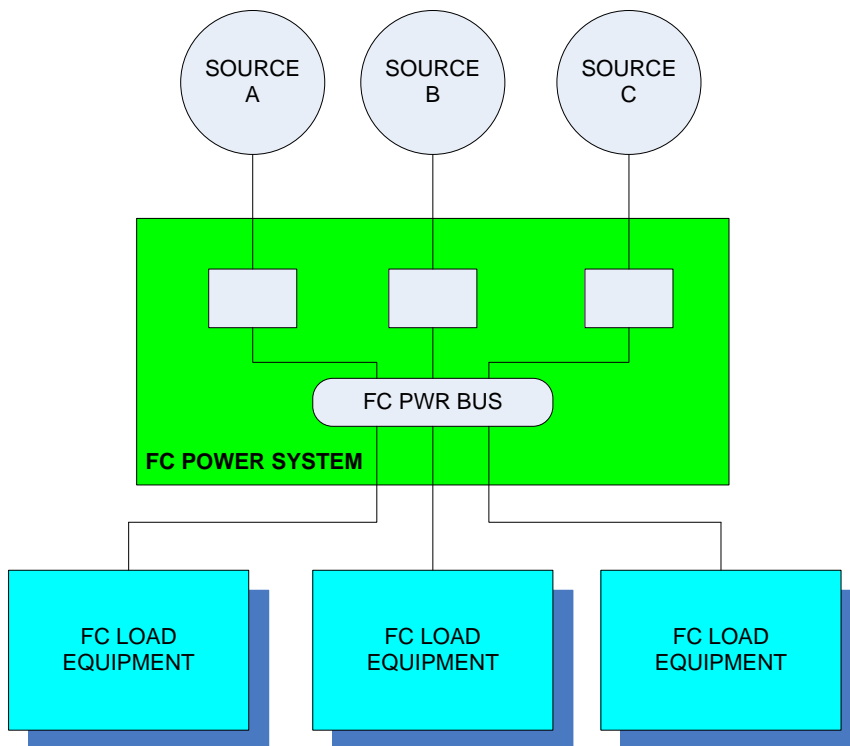 SOURCE
A
SOURCE
B
SOURCE
C
FC PWR BUS
FC POWER SYSTEM
FC LOAD
EQUIPMENT
FC LOAD
EQUIPMENT
FC LOAD
EQUIPMENT